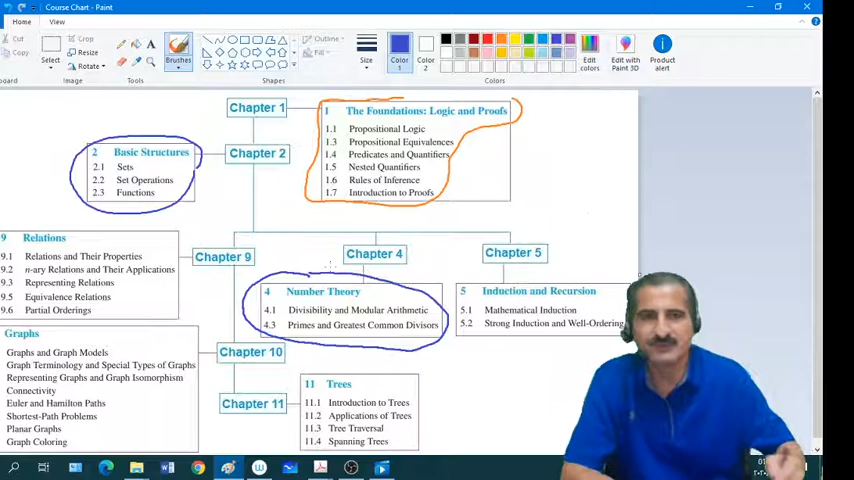 Course Chart - Paint
Home View
Cut
Copy
Select
Crop
Resize
Rotate
Image
Tools
Brushes
Outline
Fill
Shapes
Size
Color 1
Color 2
Edit colors
Edit with Paint 3D
Product alert
Colors
Chapter 1
1 The Foundations: Logic and Proofs
1.1 Propositional Logic
1.3 Propositional Equivalences
1.4 Predicates and Quantifiers
1.5 Nested Quantifiers
1.6 Rules of Inference
1.7 Introduction to Proofs
Chapter 2
2 Basic Structures
2.1 Sets
2.2 Set Operations
2.3 Functions
Chapter 9
9 Relations
9.1 Relations and Their Properties
9.2 n-ary Relations and Their Applications
9.3 Representing Relations
9.5 Equivalence Relations
9.6 Partial Orderings
Chapter 4
4 Number Theory
4.1 Divisibility and Modular Arithmetic
4.3 Primes and Greatest Common Divisors
Chapter 5
5 Induction and Recursion
5.1 Mathematical Induction
5.2 Strong Induction and Well-Ordering
Chapter 10
Graphs
Graphs and Graph Models
Graph Terminology and Special Types of Graphs
Representing Graphs and Graph Isomorphism
Connectivity
Euler and Hamilton Paths
Shortest-Path Problems
Planar Graphs
Graph Coloring
Chapter 11
11 Trees
11.1 Introduction to Trees
11.2 Applications of Trees
11.3 Tree Traversal
11.4 Spanning Trees